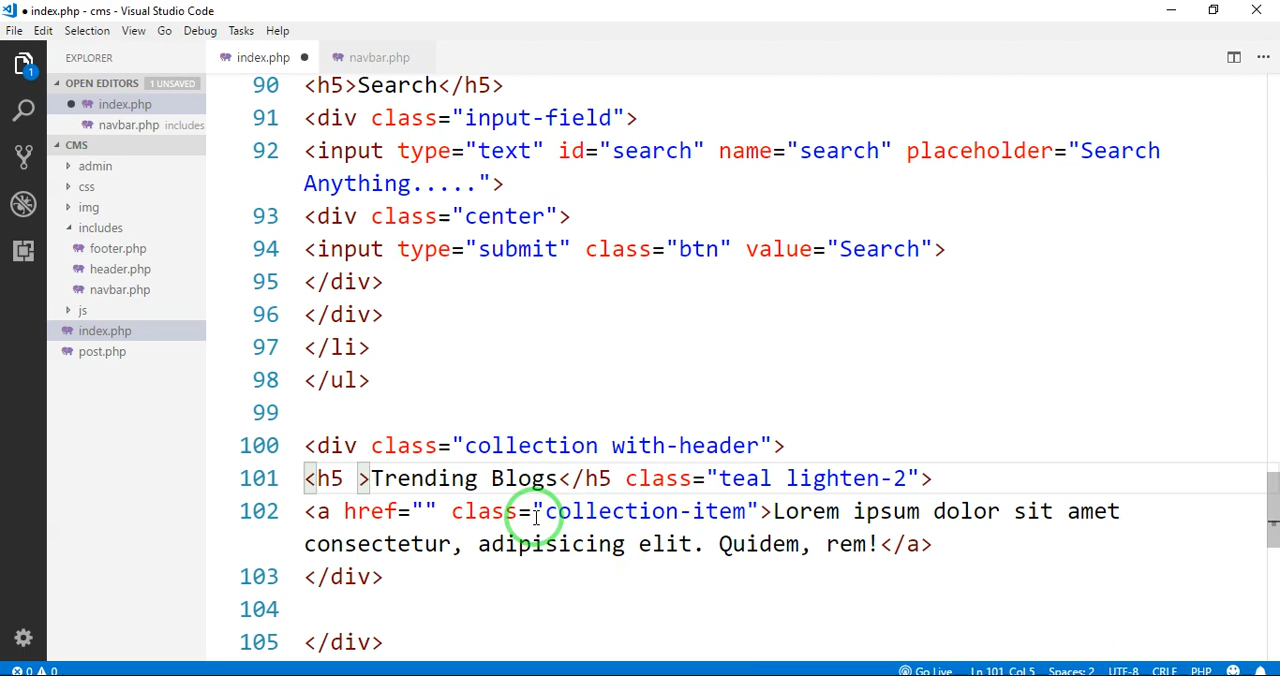 ● index.php - cms - Visual Studio Code
File Edit Selection View Go Debug Tasks Help
EXPLORER
index.php ●
navbar.php
OPEN EDITORS 1 UNSAVED
● index.php
navbar.php includes
CMS
admin
css
img
includes
footer.php
header.php
navbar.php
js
index.php
post.php
1
90 <h5>Search</h5>
91 <div class="input-field">
92 <input type="text" id="search" name="search" placeholder="Search
Anything.....">
93 <div class="center">
94 <input type="submit" class="btn" value="Search">
95 </div>
96 </div>
97 </li>
98 </ul>
99
100 <div class="collection with-header">
101 <h5 >Trending Blogs</h5 class="teal lighten-2">
102 <a href="" class="collection-item">Lorem ipsum dolor sit amet
consectetur, adipisicing elit. Quidem, rem!</a>
103 </div>
104
105 </div>
0 0 Go Live Ln 101, Col 5 Spaces: 2 UTF-8 CRLF PHP